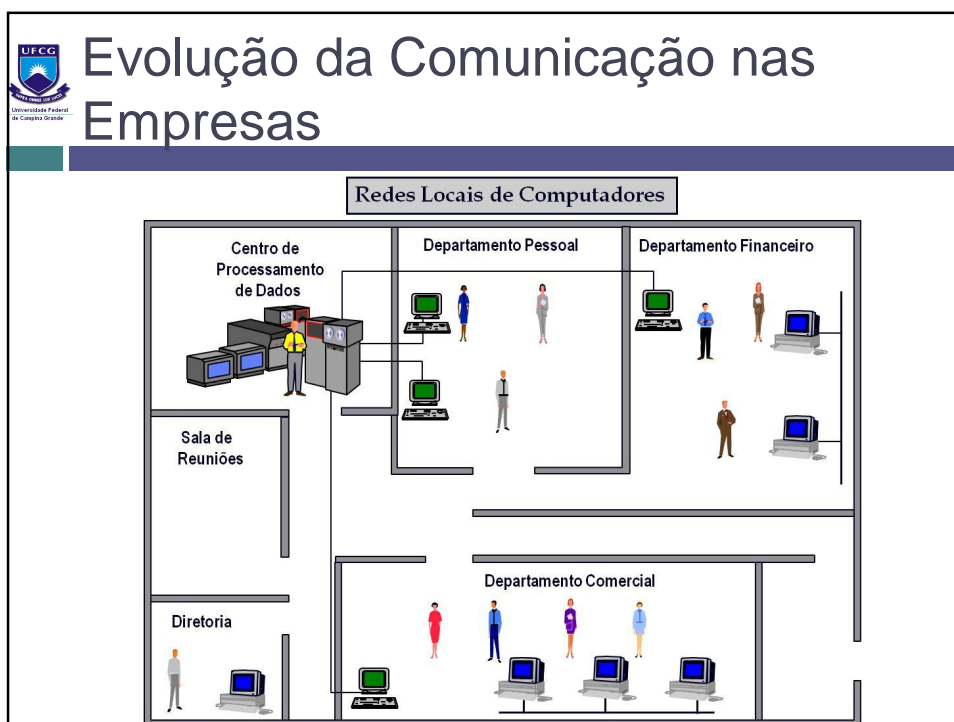 UFCG
Universidade Federal
de Campina Grande
Evolução da Comunicação nas
Empresas
Redes Locais de Computadores
Centro de
Processamento
de Dados
Departamento Pessoal
Departamento Financeiro
Sala de
Reuniões
Departamento Comercial
Diretoria